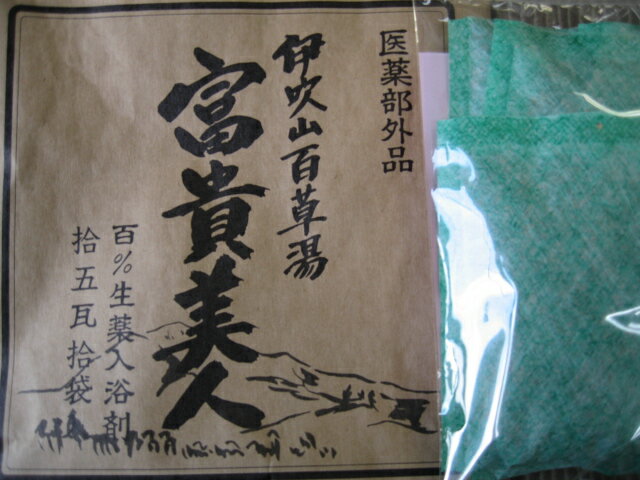 医薬部外品
伊吹山百草湯
富貴美人
百%生薬入浴剤
拾五瓦拾袋